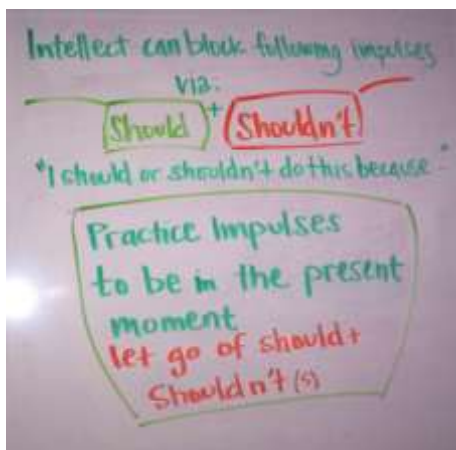 Intellect can block following impulses
via:
Should + Shouldn't
"I should or shouldn't do this because"
Practice Impulses
to be in the present
moment
let go of should +
Shouldn't (s)